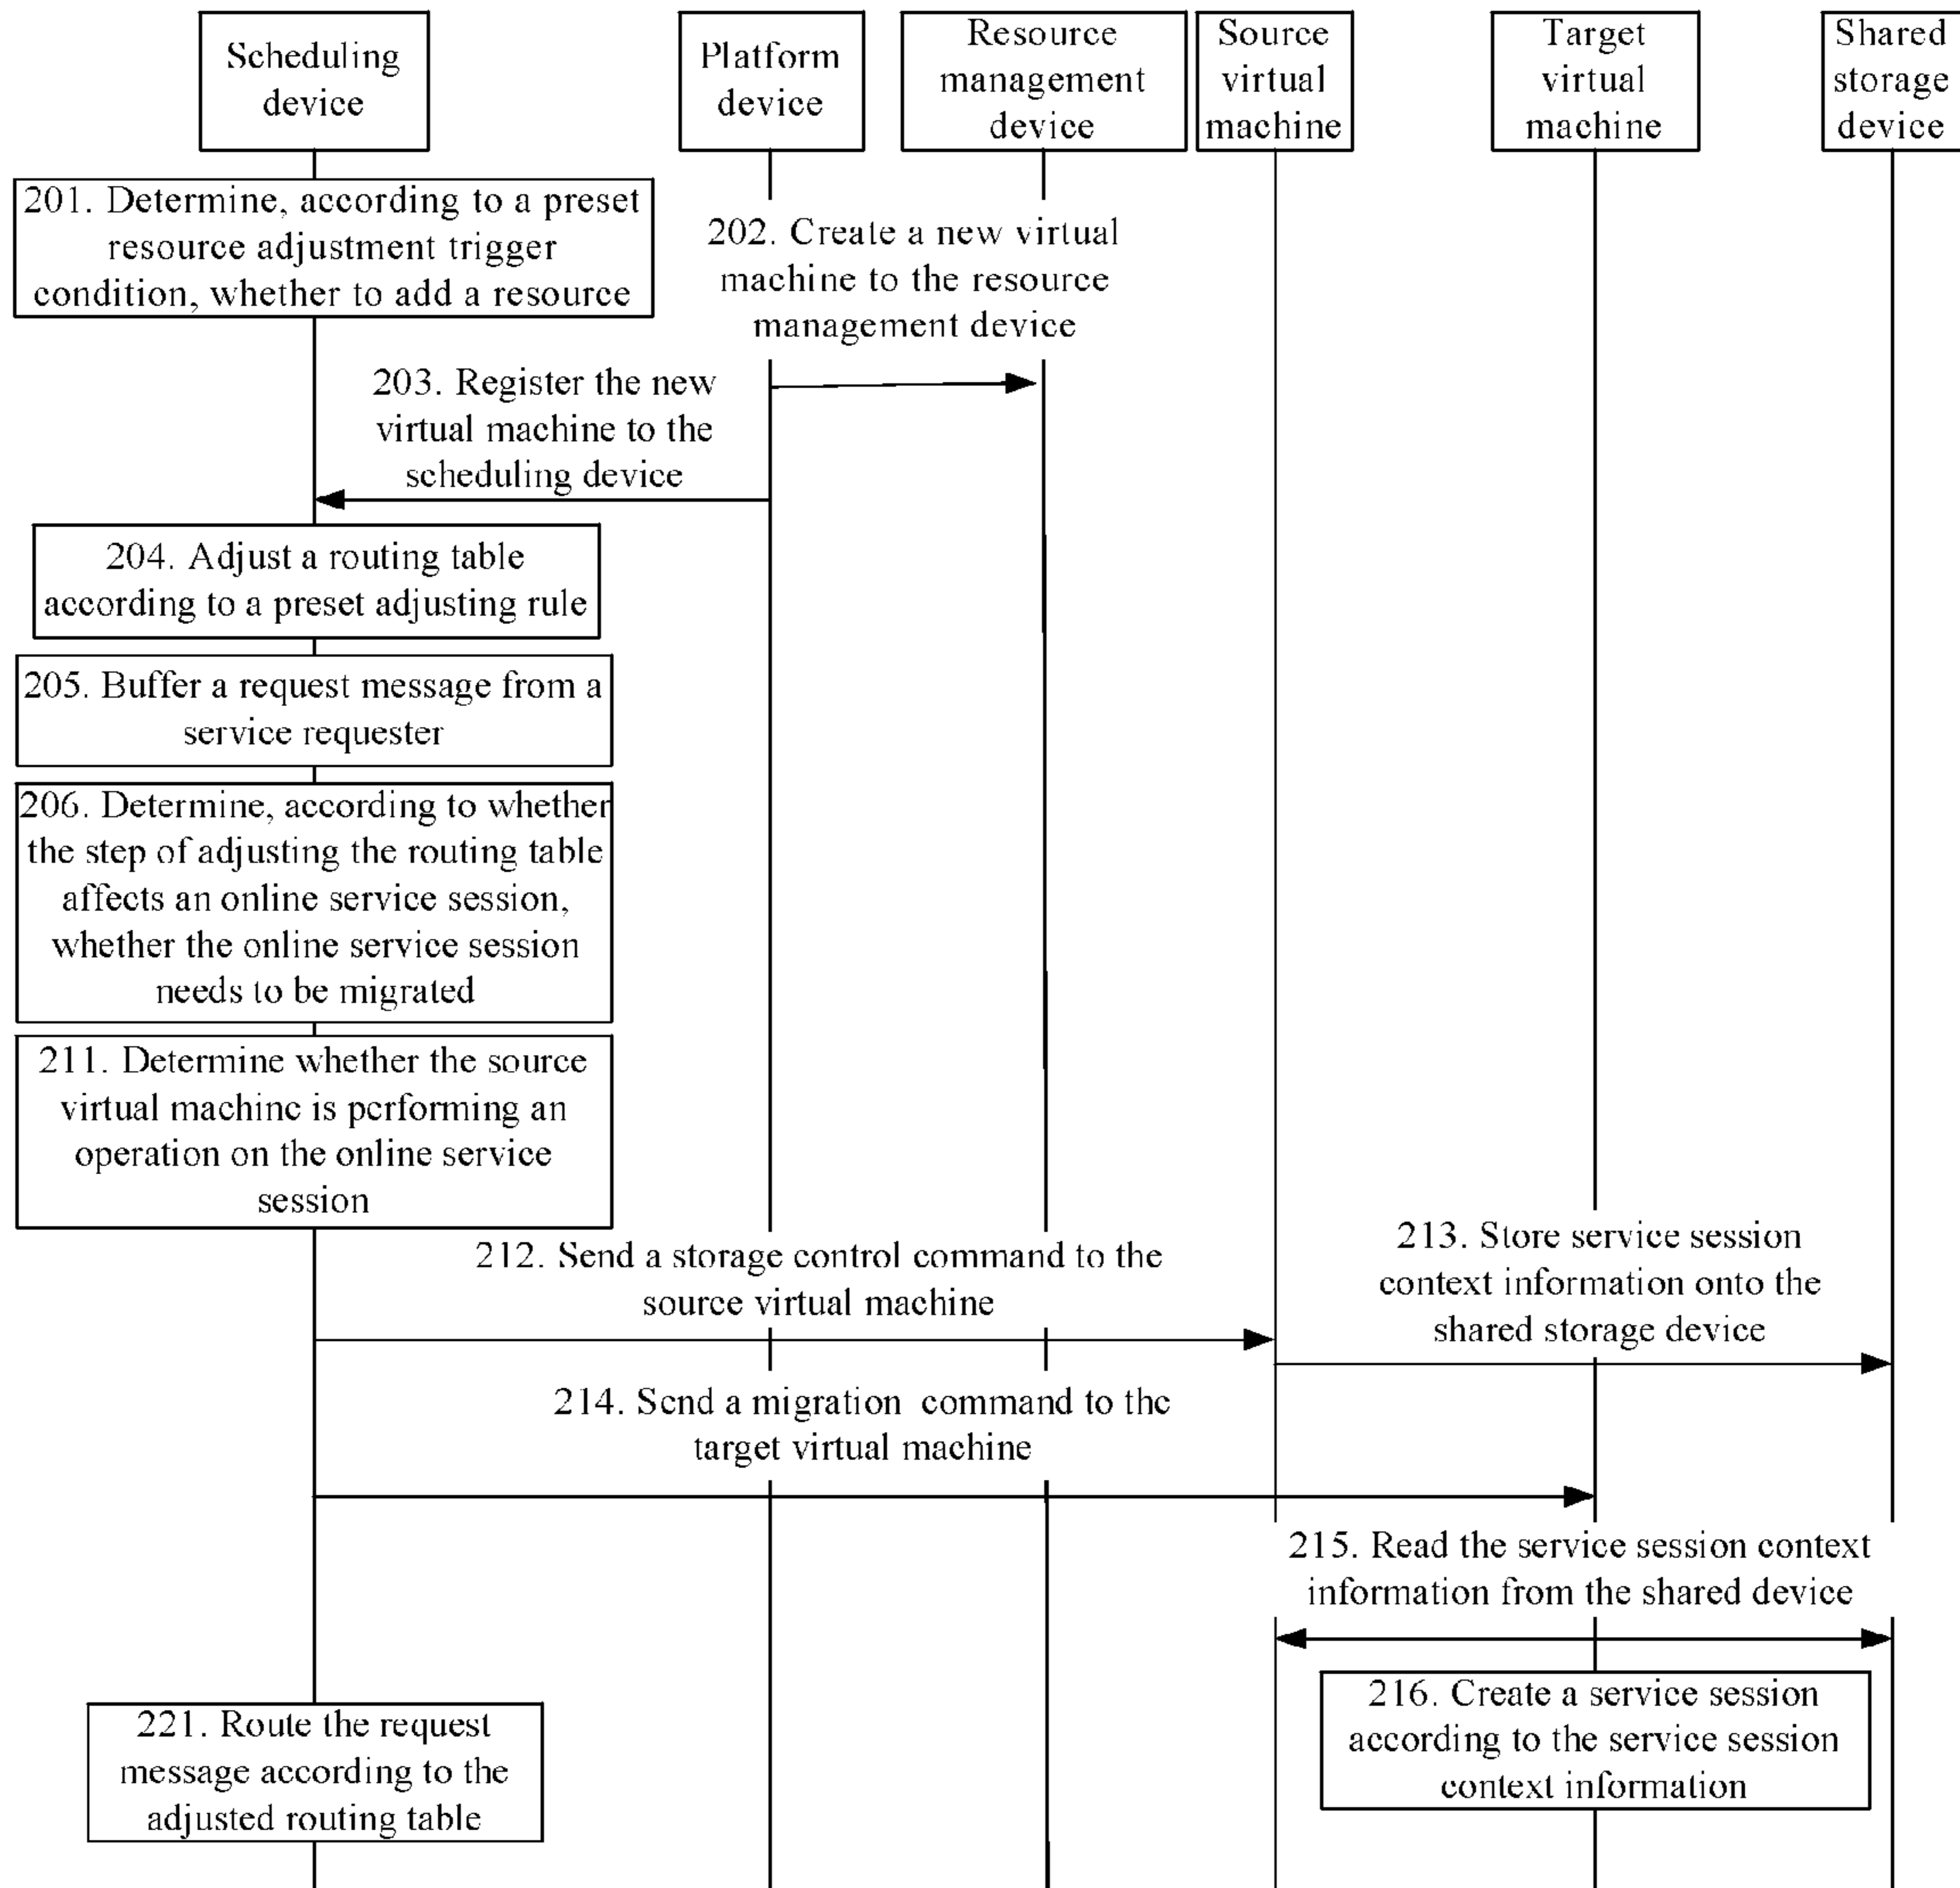 Scheduling
device
Platform
device
Resource
management
device
Source
virtual
machine
Target
virtual
machine
Shared
storage
device
201. Determine, according to a preset
resource adjustment trigger
condition, whether to add a resource
202. Create a new virtual
machine to the resource
management device
203. Register the new
virtual machine to the
scheduling device
204. Adjust a routing table
according to a preset adjusting rule
205. Buffer a request message from a
service requester
206. Determine, according to whether
the step of adjusting the routing table
affects an online service session,
whether the online service session
needs to be migrated
211. Determine whether the source
virtual machine is performing an
operation on the online service
session
212. Send a storage control command to the
source virtual machine
213. Store service session
context information onto the
shared storage device
214. Send a migration command to the
target virtual machine
215. Read the service session context
information from the shared device
216. Create a service session
according to the service session
context information
221. Route the request
message according to the
adjusted routing table